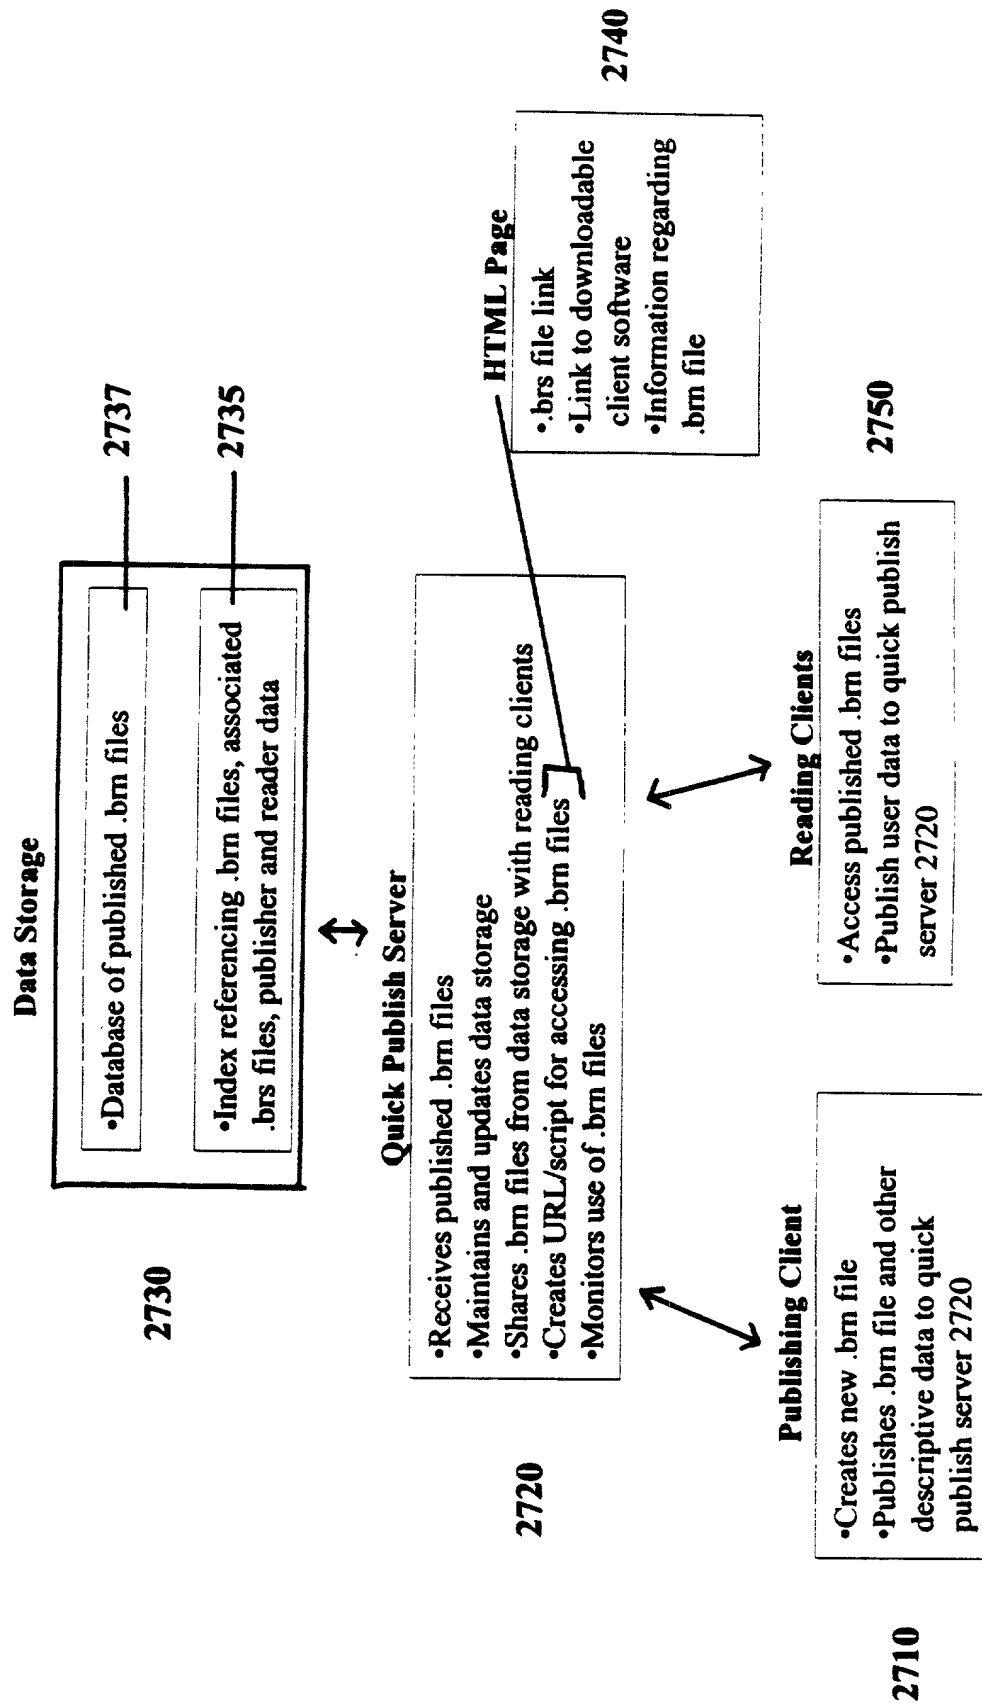 Data Storage
2730
•Database of published .brn files
2737
•Index referencing .brn files, associated
.brs files, publisher and reader data
2735
Quick Publish Server
2720
•Receives published .brn files
•Maintains and updates data storage
•Shares .brn files from data storage with reading clients
•Creates URL/script for accessing .brn files
•Monitors use of .brn files
HTML Page
2740
•.brs file link
•Link to downloadable
client software
•Information regarding
.brn file
Publishing Client
2710
•Creates new .brn file
•Publishes .brn file and other
descriptive data to quick
publish server 2720
Reading Clients
2750
•Access published .brn files
•Publish user data to quick publish
server 2720